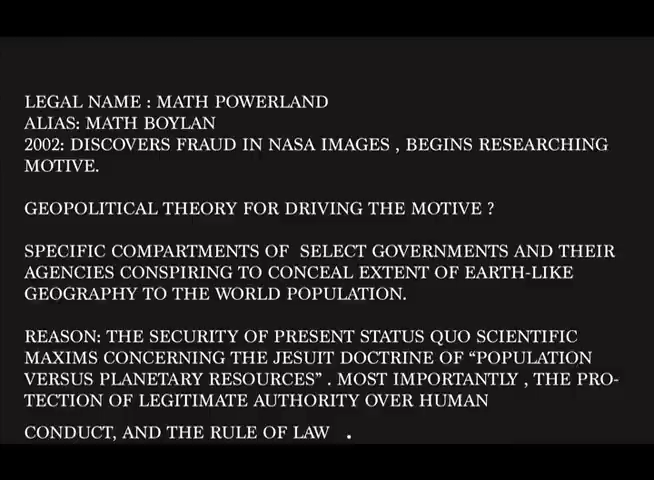 LEGAL NAME : MATH POWERLAND
ALIAS: MATH BOYLAN
2002: DISCOVERS FRAUD IN NASA IMAGES , BEGINS RESEARCHING
MOTIVE.
GEOPOLITICAL THEORY FOR DRIVING THE MOTIVE ?
SPECIFIC COMPARTMENTS OF SELECT GOVERNMENTS AND THEIR
AGENCIES CONSPIRING TO CONCEAL EXTENT OF EARTH-LIKE
GEOGRAPHY TO THE WORLD POPULATION.
REASON: THE SECURITY OF PRESENT STATUS QUO SCIENTIFIC
MAXIMS CONCERNING THE JESUIT DOCTRINE OF “POPULATION
VERSUS PLANETARY RESOURCES” . MOST IMPORTANTLY , THE PRO-
TECTION OF LEGITIMATE AUTHORITY OVER HUMAN
CONDUCT, AND THE RULE OF LAW .